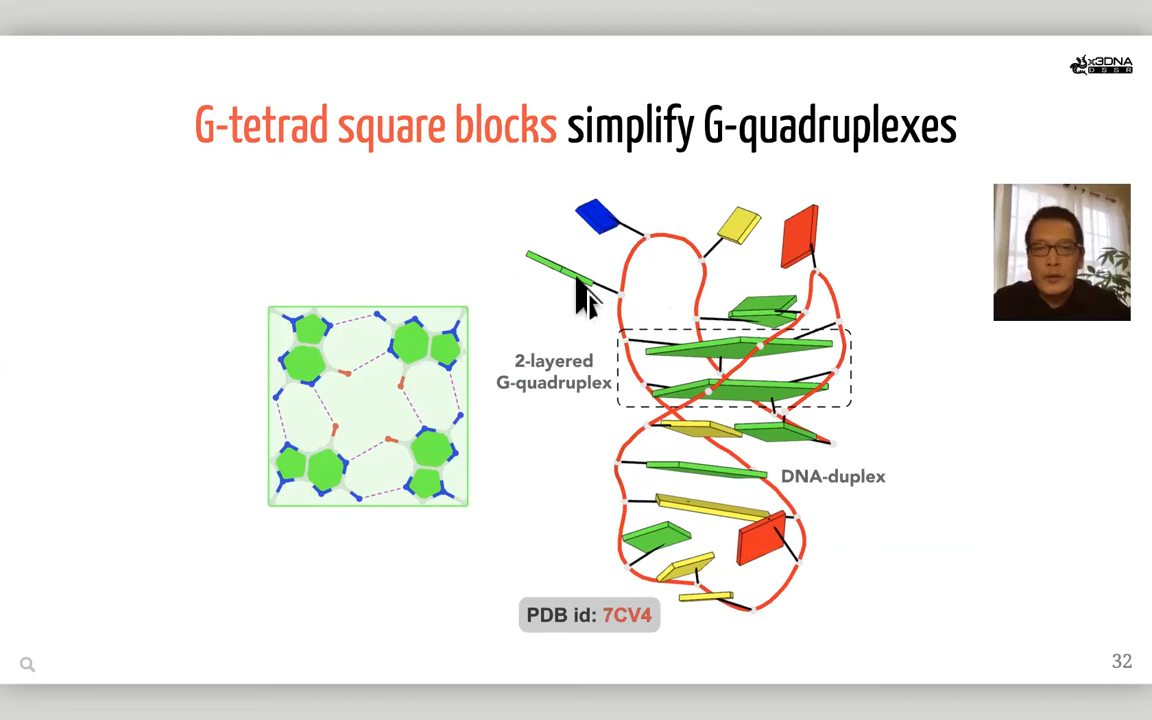 x3DNA
DSSR
G-tetrad square blocks simplify G-quadruplexes
2-layered
G-quadruplex
DNA-duplex
PDB id: 7CV4
32